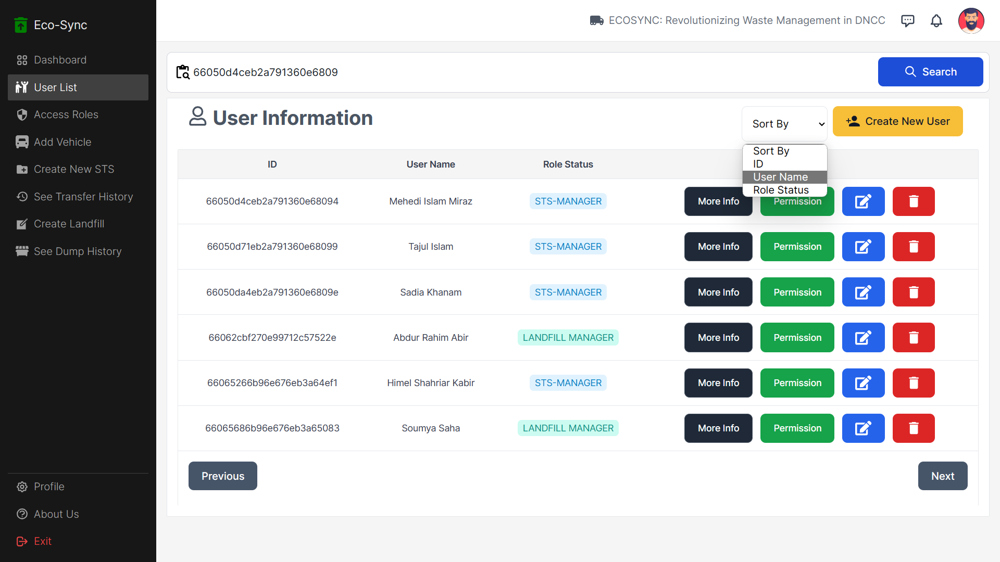 Eco-Sync
Dashboard
User List
Access Roles
Add Vehicle
Create New STS
See Transfer History
Create Landfill
See Dump History
Profile
About Us
Exit
ECOSYNC: Revolutionizing Waste Management in DNCC
66050d4ceb2a791360e6809
Search
User Information
Sort By
Create New User
Sort By
ID
User Name
Role Status
ID User Name Role Status
66050d4ceb2a791360e68094 Mehedi Islam Miraz STS-MANAGER More Info Permission
66050d71eb2a791360e68099 Tajul Islam STS-MANAGER More Info Permission
66050da4eb2a791360e6809e Sadia Khanam STS-MANAGER More Info Permission
66062cbf270e99712c57522e Abdur Rahim Abir LANDFILL MANAGER More Info Permission
66065266b96e676eb3a64ef1 Himel Shahriar Kabir STS-MANAGER More Info Permission
66065686b96e676eb3a65083 Soumya Saha LANDFILL MANAGER More Info Permission
Previous Next